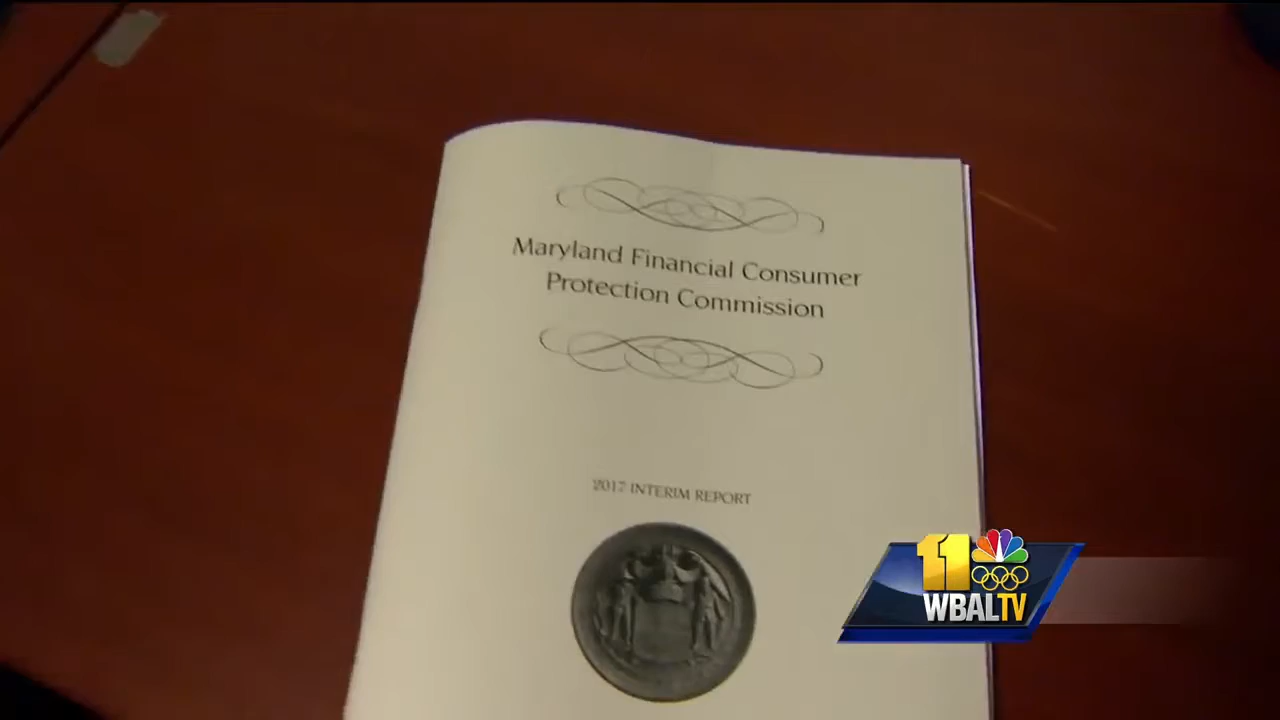 Maryland Financial Consumer
Protection Commission
2017 INTERIM REPORT
11
WBALTV